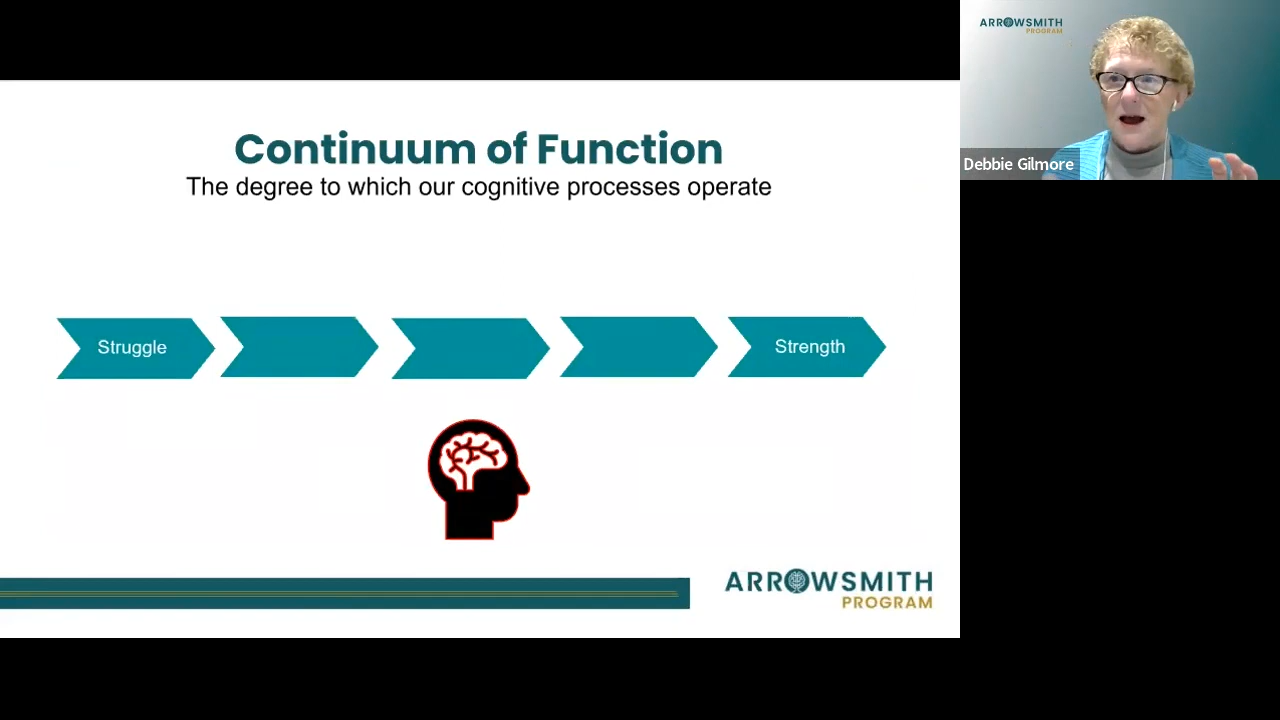 Continuum of Function
The degree to which our cognitive processes operate
Struggle
Strength
ARROWSMITH
PROGRAM
ARROWSMITH
PROGRAM
Debbie Gilmore